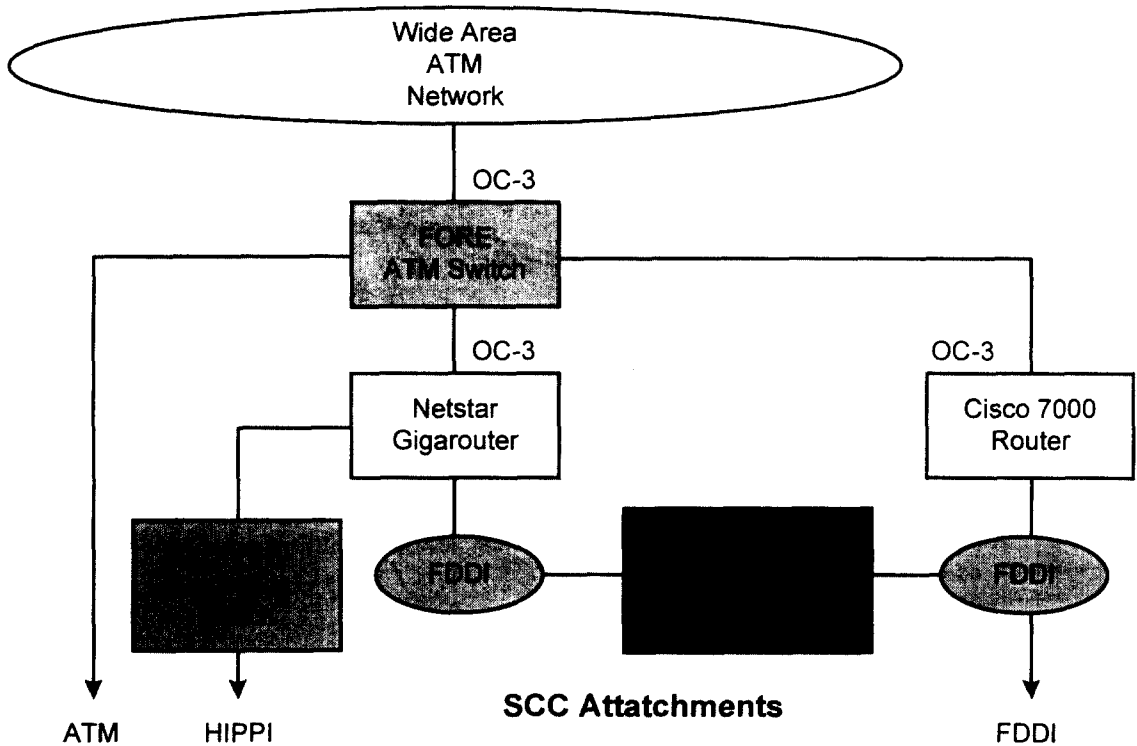 Wide Area
ATM
Network
OC-3
FORE
ATM Switch
OC-3
OC-3
Netstar
Gigarouter
Cisco 7000
Router
FDDI
FDDI
SCC Attatchments
ATM
HIPPI
FDDI